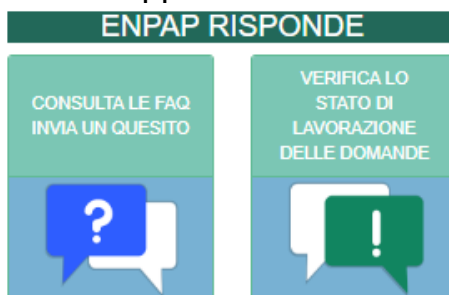 ENPAP RISPONDE
CONSULTA LE FAQ
INVIA UN QUESITO
VERIFICA LO
STATO DI
LAVORAZIONE
DELLE DOMANDE
?
!